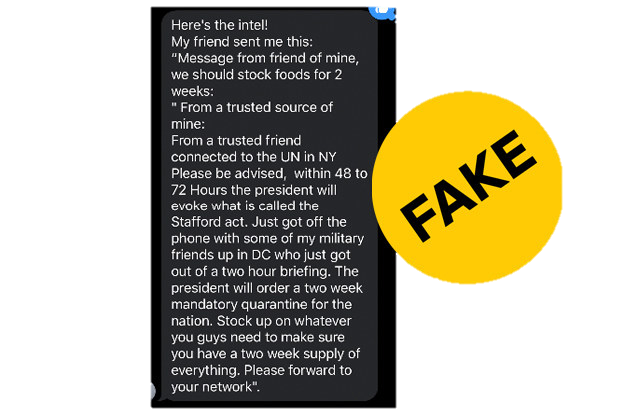 Here's the intel!
My friend sent me this:
“Message from friend of mine,
we should stock foods for 2
weeks:
" From a trusted source of
mine:
From a trusted friend
connected to the UN in NY
Please be advised,  within 48 to
72 Hours the president will
evoke what is called the
Stafford act. Just got off the
phone with some of my military
friends up in DC who just got
out of a two hour briefing. The
president will order a two week
mandatory quarantine for the
nation. Stock up on whatever
you guys need to make sure
you have a two week supply of
everything. Please forward to
your network".
FAKE